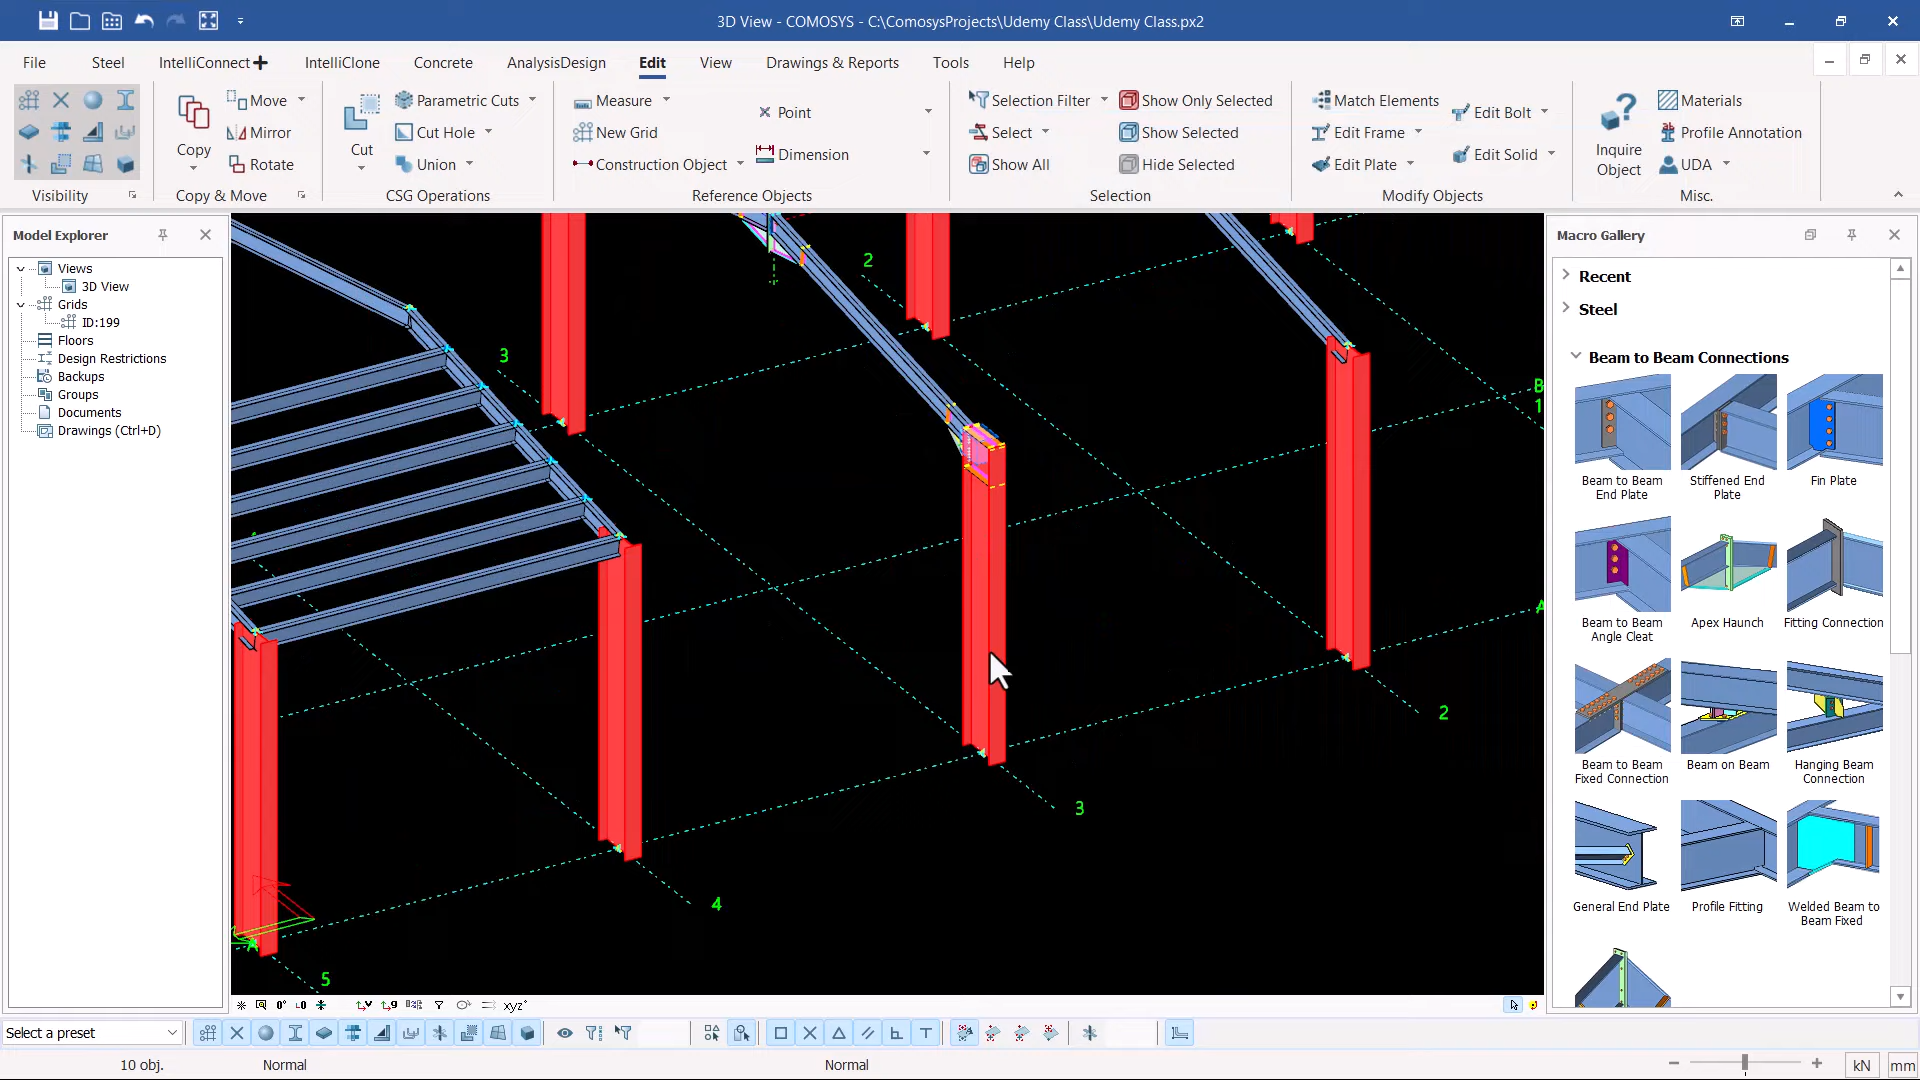 3D View - COMOSYS - C:\ComosysProjects\Udemy Class\Udemy Class.px2
File Steel IntelliConnect IntelliClone Concrete AnalysisDesign Edit View Drawings & Reports Tools Help
Visibility
Copy
Move
Mirror
Rotate
Copy & Move
Cut
Parametric Cuts
Cut Hole
Union
CSG Operations
Measure
New Grid
Construction Object
Point
Dimension
Reference Objects
Selection Filter
Select
Show All
Show Only Selected
Show Selected
Hide Selected
Selection
Match Elements
Edit Frame
Edit Plate
Edit Bolt
Edit Solid
Modify Objects
Inquire Object
Materials
Profile Annotation
UDA
Misc.
Model Explorer
Views
3D View
Grids
ID:199
Floors
Design Restrictions
Backups
Groups
Documents
Drawings (Ctrl+D)
2
3
B
1
A
2
3
4
5
Macro Gallery
Recent
Steel
Beam to Beam Connections
Beam to Beam End Plate
Stiffened End Plate
Fin Plate
Beam to Beam Angle Cleat
Apex Haunch
Fitting Connection
Beam to Beam Fixed Connection
Beam on Beam
Hanging Beam Connection
General End Plate
Profile Fitting
Welded Beam to Beam Fixed
xyz
Select a preset
10 obj. Normal Normal kN mm